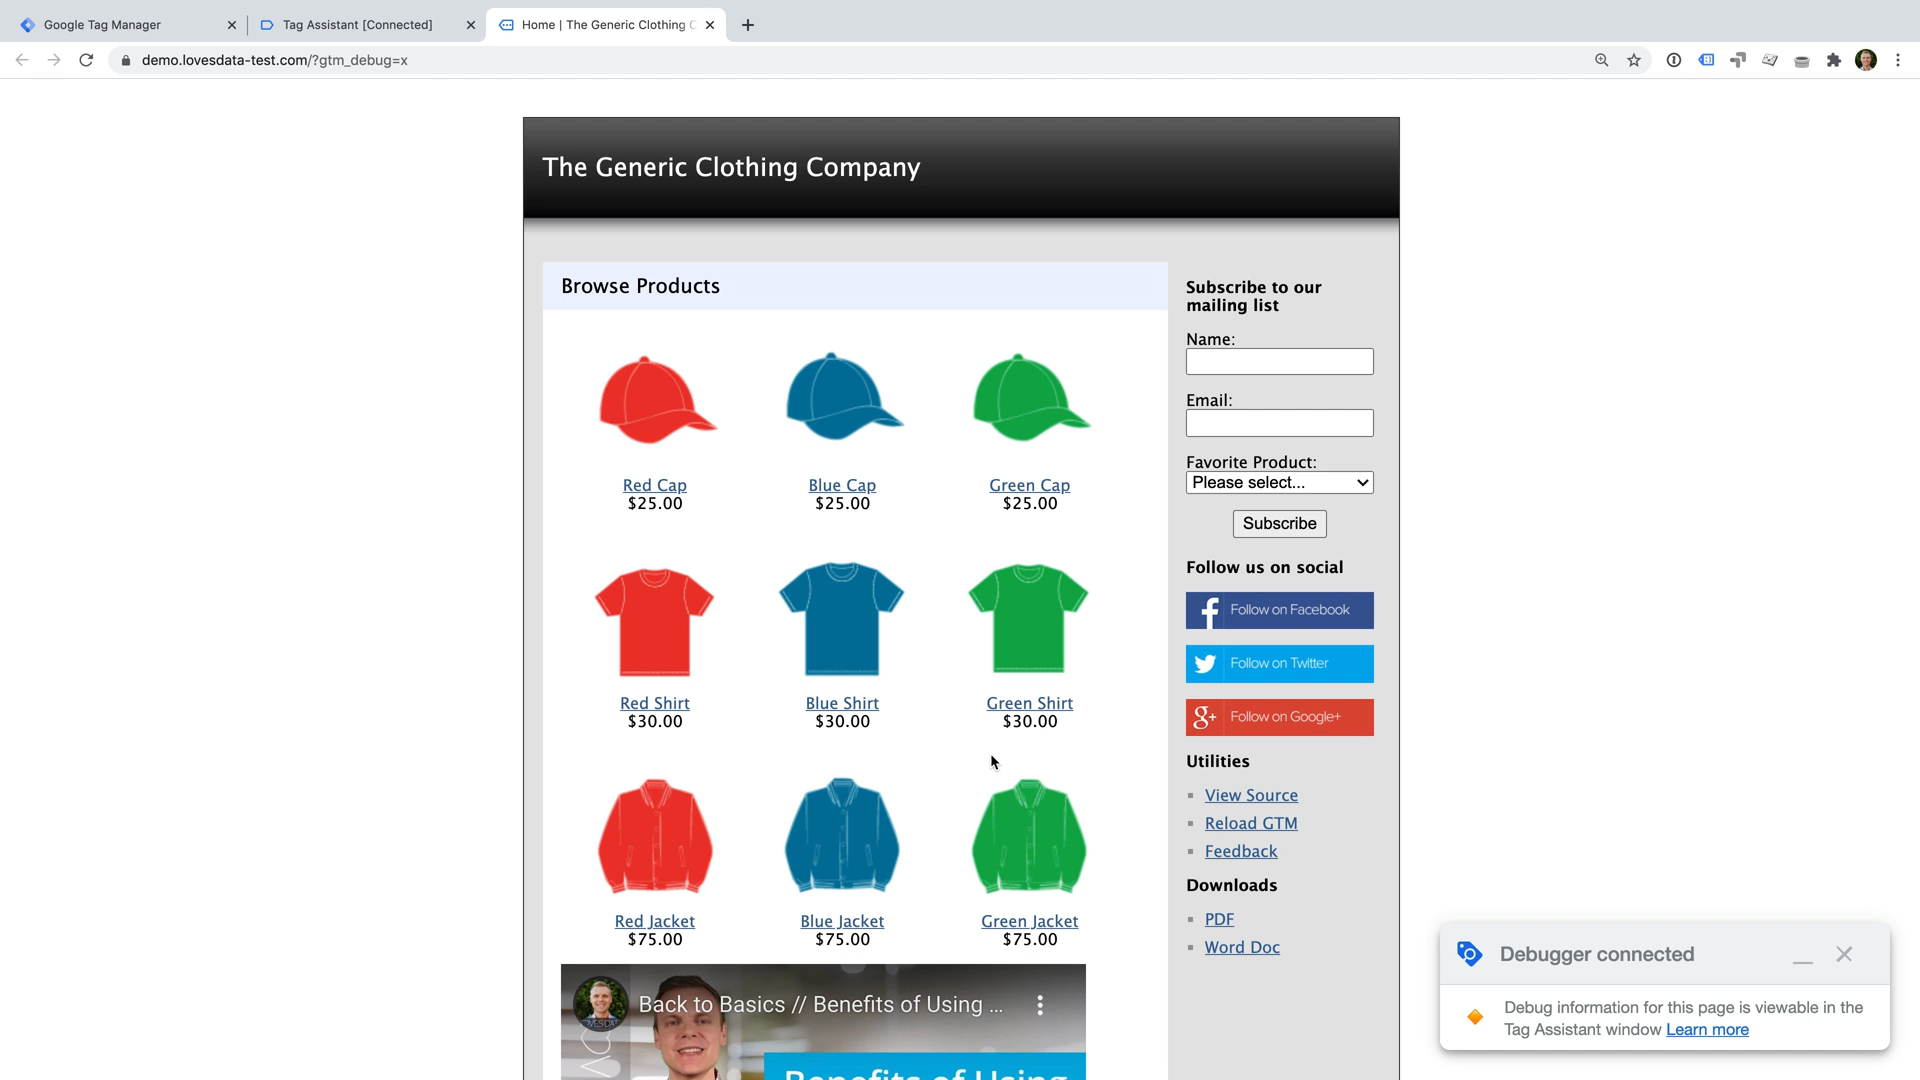 Google Tag Manager
Tag Assistant [Connected]
Home | The Generic Clothing C
demo.lovesdata-test.com/?gtm_debug=x
The Generic Clothing Company
Browse Products
Red Cap
$25.00
Blue Cap
$25.00
Green Cap
$25.00
Red Shirt
$30.00
Blue Shirt
$30.00
Green Shirt
$30.00
Red Jacket
$75.00
Blue Jacket
$75.00
Green Jacket
$75.00
Back to Basics // Benefits of Using ...
Benefits of Using
Subscribe to our
mailing list
Name:
Email:
Favorite Product:
Please select...
Subscribe
Follow us on social
Follow on Facebook
Follow on Twitter
g+ Follow on Google+
Utilities
View Source
Reload GTM
Feedback
Downloads
PDF
Word Doc
Debugger connected
Debug information for this page is viewable in the
Tag Assistant window Learn more